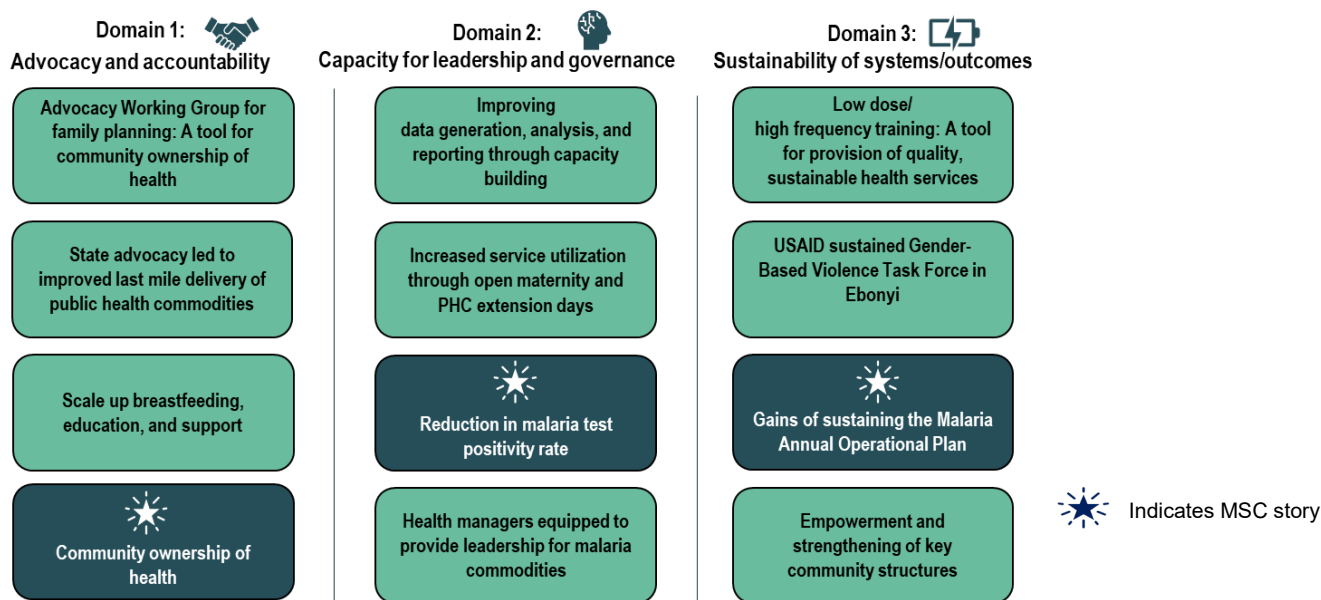 Domain 1:
Advocacy and accountability
Advocacy Working Group for
family planning: A tool for
community ownership of
health
State advocacy led to
improved last mile delivery of
public health commodities
Scale up breastfeeding,
education, and support
Community ownership of
health
Domain 2:
Capacity for leadership and governance
Improving
data generation, analysis, and
reporting through capacity
building
Increased service utilization
through open maternity and
PHC extension days
Reduction in malaria test
positivity rate
Health managers equipped to
provide leadership for malaria
commodities
Domain 3:
Sustainability of systems/outcomes
Low dose/
high frequency training: A tool
for provision of quality,
sustainable health services
USAID sustained Gender-
Based Violence Task Force in
Ebonyi
Gains of sustaining the Malaria
Annual Operational Plan
Empowerment and
strengthening of key
community structures
Indicates MSC story